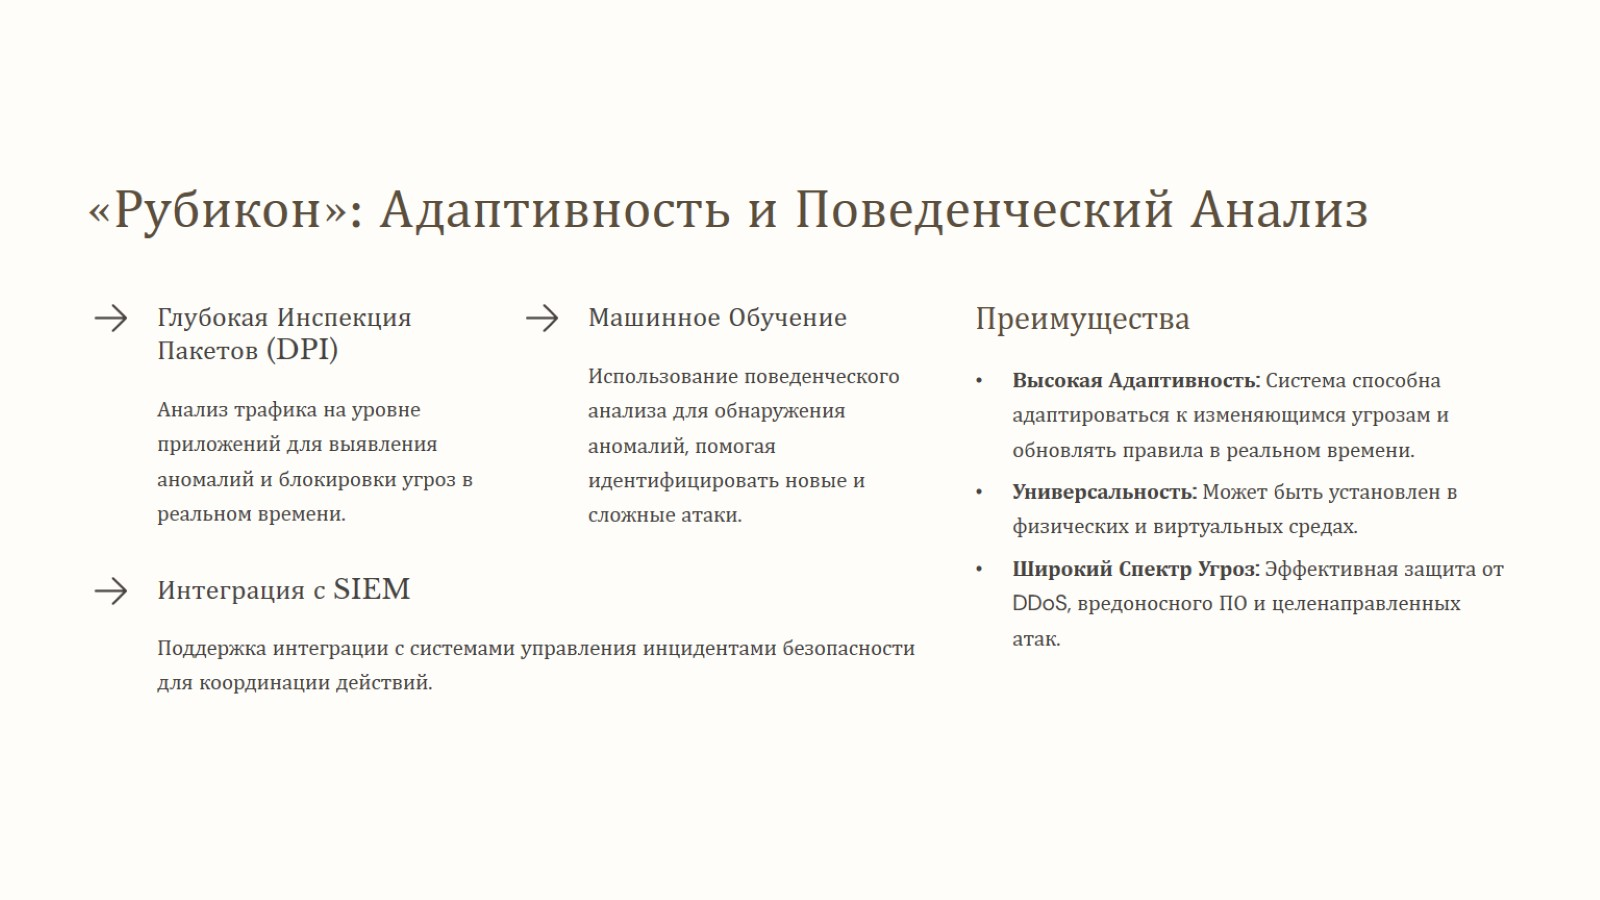 «Рубикон»: Адаптивность и Поведенческий Анализ
Глубокая Инспекция
Пакетов (DPI)
Анализ трафика на уровне
приложений для выявления
аномалий и блокировки угроз в
реальном времени.
Машинное Обучение
Использование поведенческого
анализа для обнаружения
аномалий, помогая
идентифицировать новые и
сложные атаки.
Интеграция с SIEM
Поддержка интеграции с системами управления инцидентами безопасности
для координации действий.
Преимущества
• Высокая Адаптивность: Система способна
адаптироваться к изменяющимся угрозам и
обновлять правила в реальном времени.
• Универсальность: Может быть установлен в
физических и виртуальных средах.
• Широкий Спектр Угроз: Эффективная защита от
DDoS, вредоносного ПО и целенаправленных
атак.